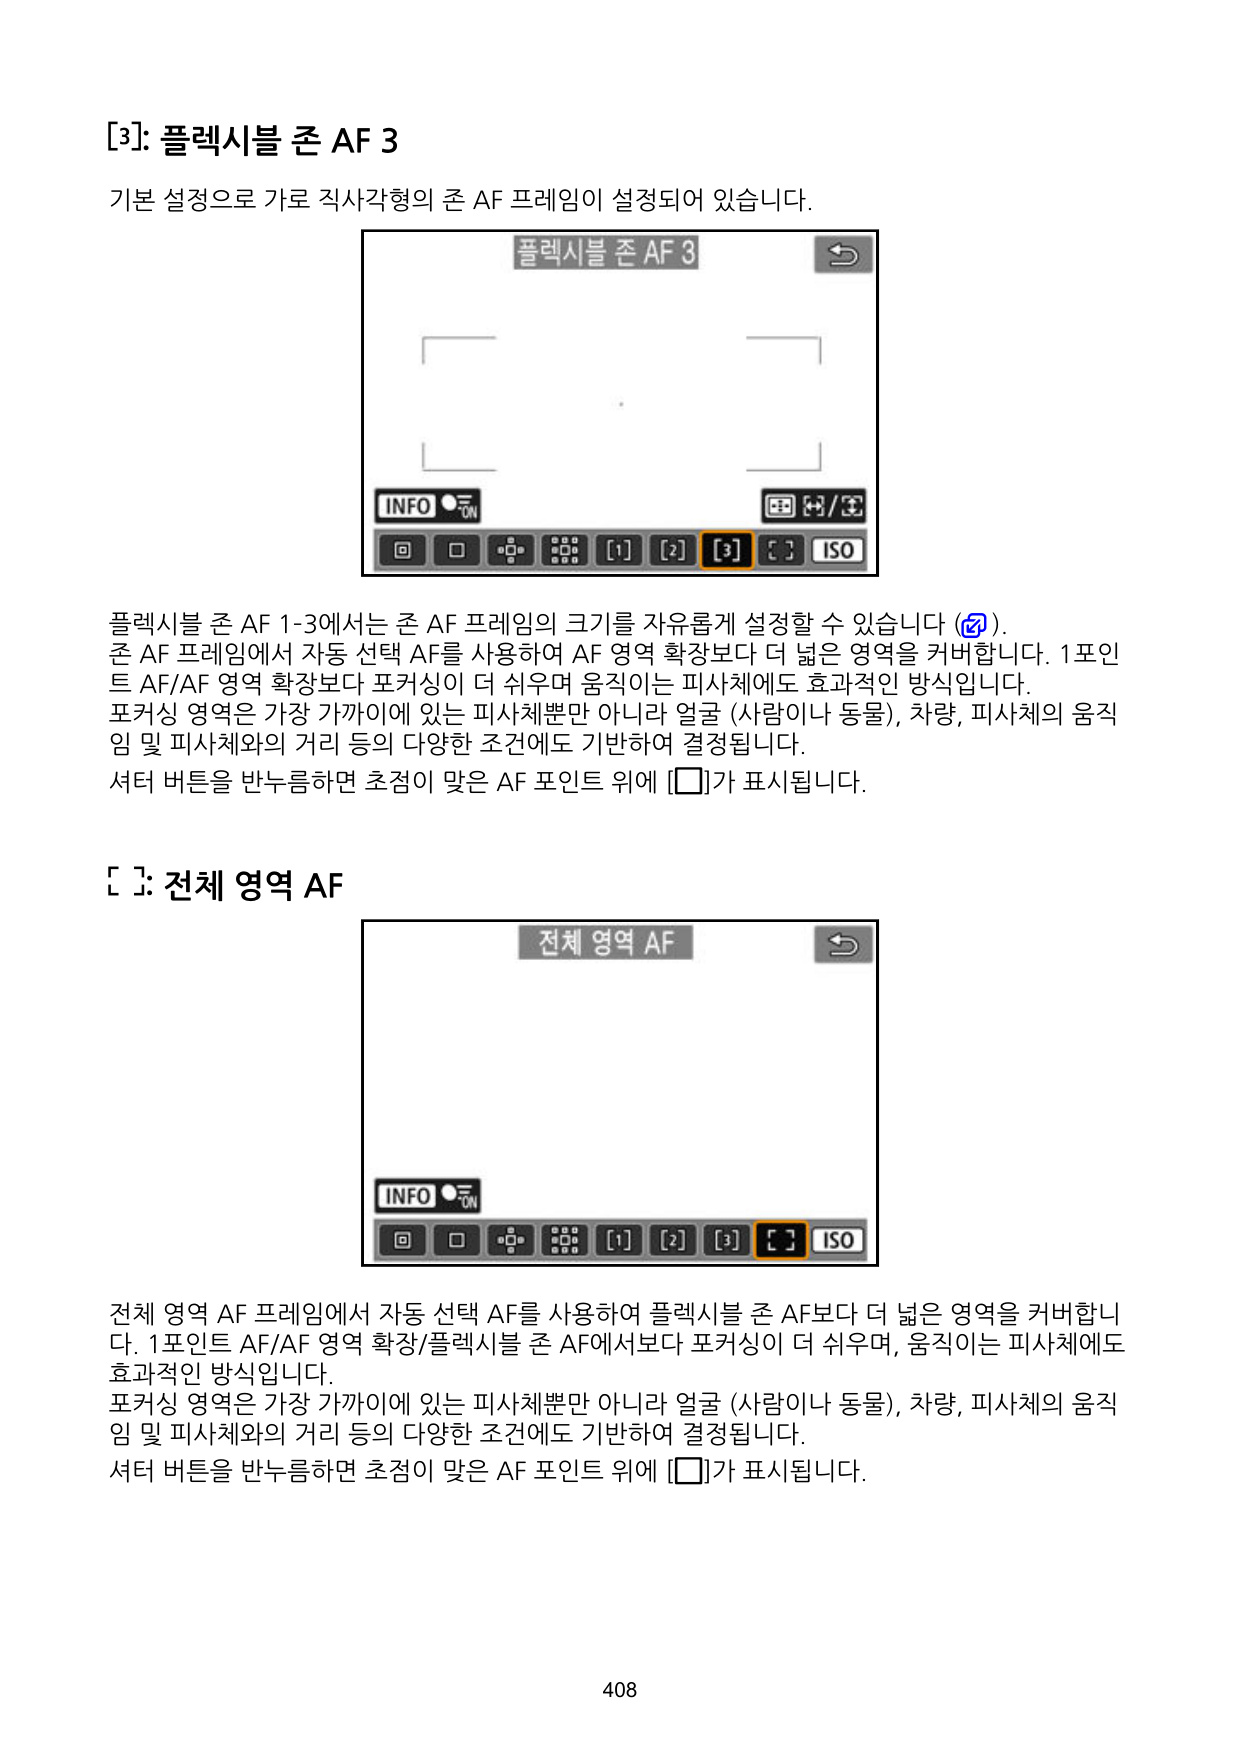 [3]: 플렉시블 존 AF 3
기본 설정으로 가로 직사각형의 존 AF 프레임이 설정되어 있습니다.
플렉시블 존 AF 3
INFO ON
[1] [2] [3] [ ] ISO
플렉시블 존 AF 1-3에서는 존 AF 프레임의 크기를 자유롭게 설정할 수 있습니다 ( ).
존 AF 프레임에서 자동 선택 AF를 사용하여 AF 영역 확장보다 더 넓은 영역을 커버합니다. 1포인
트 AF/AF 영역 확장보다 포커싱이 더 쉬우며 움직이는 피사체에도 효과적인 방식입니다.
포커싱 영역은 가장 가까이에 있는 피사체뿐만 아니라 얼굴 (사람이나 동물), 차량, 피사체의 움직
임 및 피사체와의 거리 등의 다양한 조건에도 기반하여 결정됩니다.
셔터 버튼을 반누름하면 초점이 맞은 AF 포인트 위에 [□]가 표시됩니다.
[ ]: 전체 영역 AF
전체 영역 AF
INFO ON
[1] [2] [3] [ ] ISO
전체 영역 AF 프레임에서 자동 선택 AF를 사용하여 플렉시블 존 AF보다 더 넓은 영역을 커버합니
다. 1포인트 AF/AF 영역 확장/플렉시블 존 AF에서보다 포커싱이 더 쉬우며, 움직이는 피사체에도
효과적인 방식입니다.
포커싱 영역은 가장 가까이에 있는 피사체뿐만 아니라 얼굴 (사람이나 동물), 차량, 피사체의 움직
임 및 피사체와의 거리 등의 다양한 조건에도 기반하여 결정됩니다.
셔터 버튼을 반누름하면 초점이 맞은 AF 포인트 위에 [□]가 표시됩니다.
408